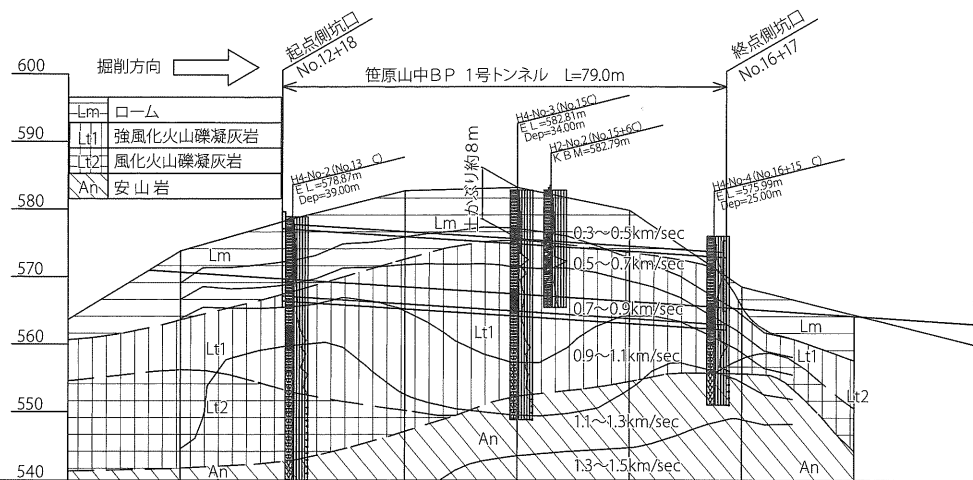 起点側坑口
No.12+18
終点側坑口
No.16+17
掘削方向
笹原山中BP 1号トンネル L=79.0m
600
590
580
570
560
550
540
Lm ローム
Lt1 強風化火山礫凝灰岩
Lt2 風化火山礫凝灰岩
An 安山岩
H4-No-2 (No.13 C)
EL=578.87m
Dep=39.00m
土かぶり約8m
H4-No-3 (No.15C)
EL=582.81m
Dep=34.00m
H2-No.2 (No.15+6C)
KBM=582.79m
H4-No-4 (No.16+15 C)
EL=575.99m
Dep=25.00m
Lm
Lm
0.3〜0.5km/sec
0.5〜0.7km/sec
0.7〜0.9km/sec
0.9〜1.1km/sec
1.1〜1.3km/sec
1.3〜1.5km/sec
Lt1
Lt1
Lt2
Lm
Lt1
Lt2
An
An
An